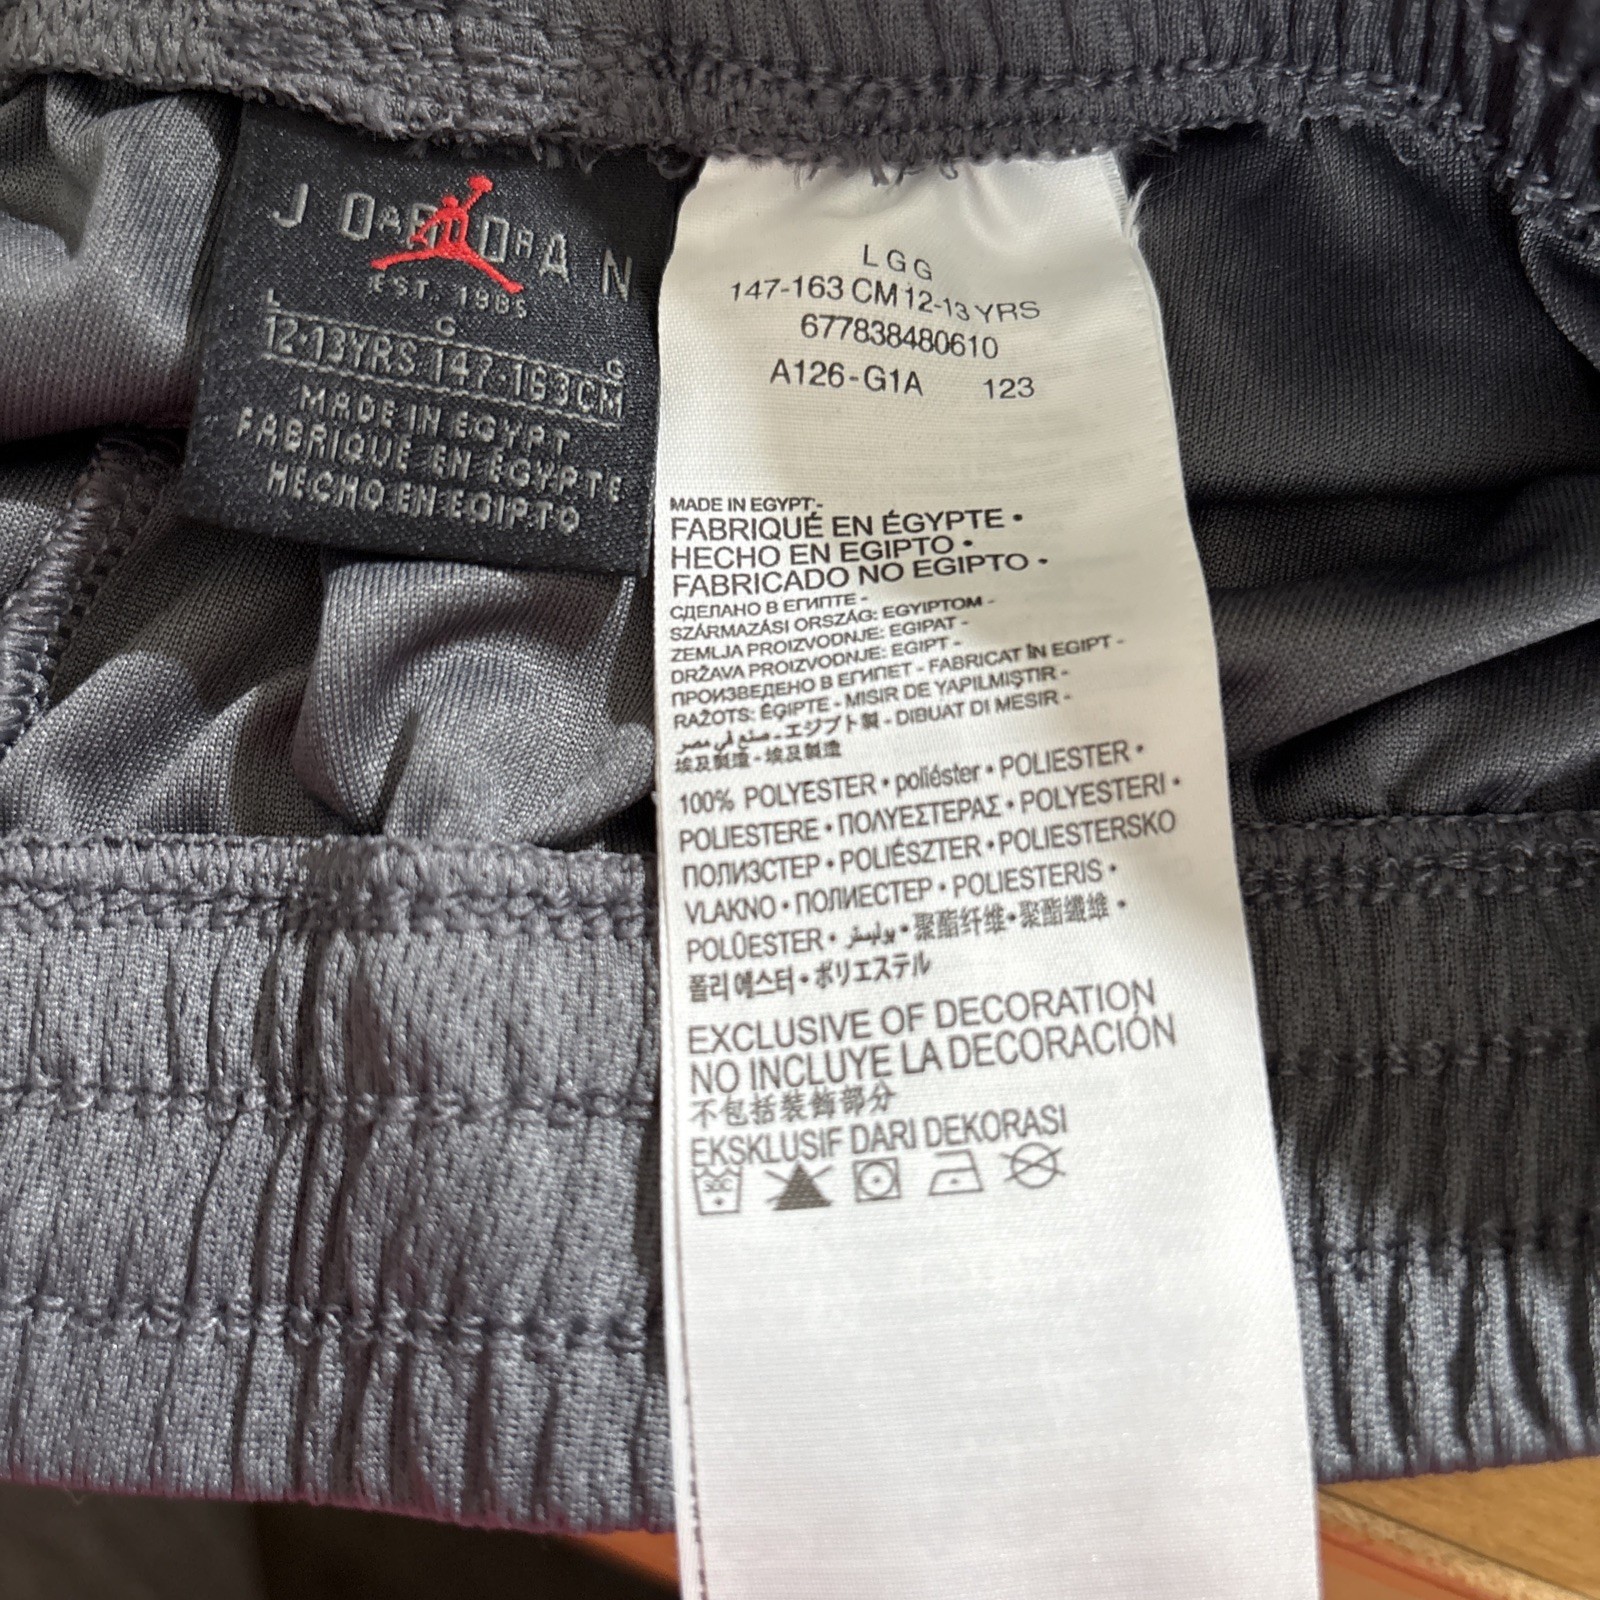 J O A R D O R A N
EST. 1985
L G G
12-13YRS 147-163CM
MADE IN EGYPT
FABRIQUÉ EN ÉGYPTE
HECHO EN EGIPTO
LGG
147-163 CM 12-13 YRS
677838480610
A126-G1A 123
MADE IN EGYPT -
FABRIQUÉ EN ÉGYPTE •
HECHO EN EGIPTO •
FABRICADO NO EGIPTO •
СДЕЛАНО В ЕГИПТЕ -
SZÁRMAZÁSI ORSZÁG: EGYIPTOM -
ZEMLJA PROIZVODNJE: EGIPAT -
DRŽAVA PROIZVODNJE: EGIPT -
ПРОИЗВЕДЕНО В ЕГИПЕТ - FABRICAT ÎN EGIPT -
RAŽOTS: ĒĢIPTE - MISIR DE YAPILMIŞTIR -
صنع في مصر - エジプト製 - DIBUAT DI MESIR -
埃及製造 - 埃及製造
100% POLYESTER • poliéster • POLIESTER •
POLIESTERE • ΠΟΛΥΕΣΤΕΡΑΣ • POLYESTERI •
ПОЛИЭСТЕР • POLIÉSZTER • POLIESTERSKO
VLAKNO • ПОЛИЕСТЕР • POLIESTERIS •
POLÜESTER • بوليستر • 聚酯纤维 • 聚酯纖維 •
폴리에스터 • ポリエステル
EXCLUSIVE OF DECORATION
NO INCLUYE LA DECORACIÓN
不包括装飾部分
EKSKLUSIF DARI DEKORASI